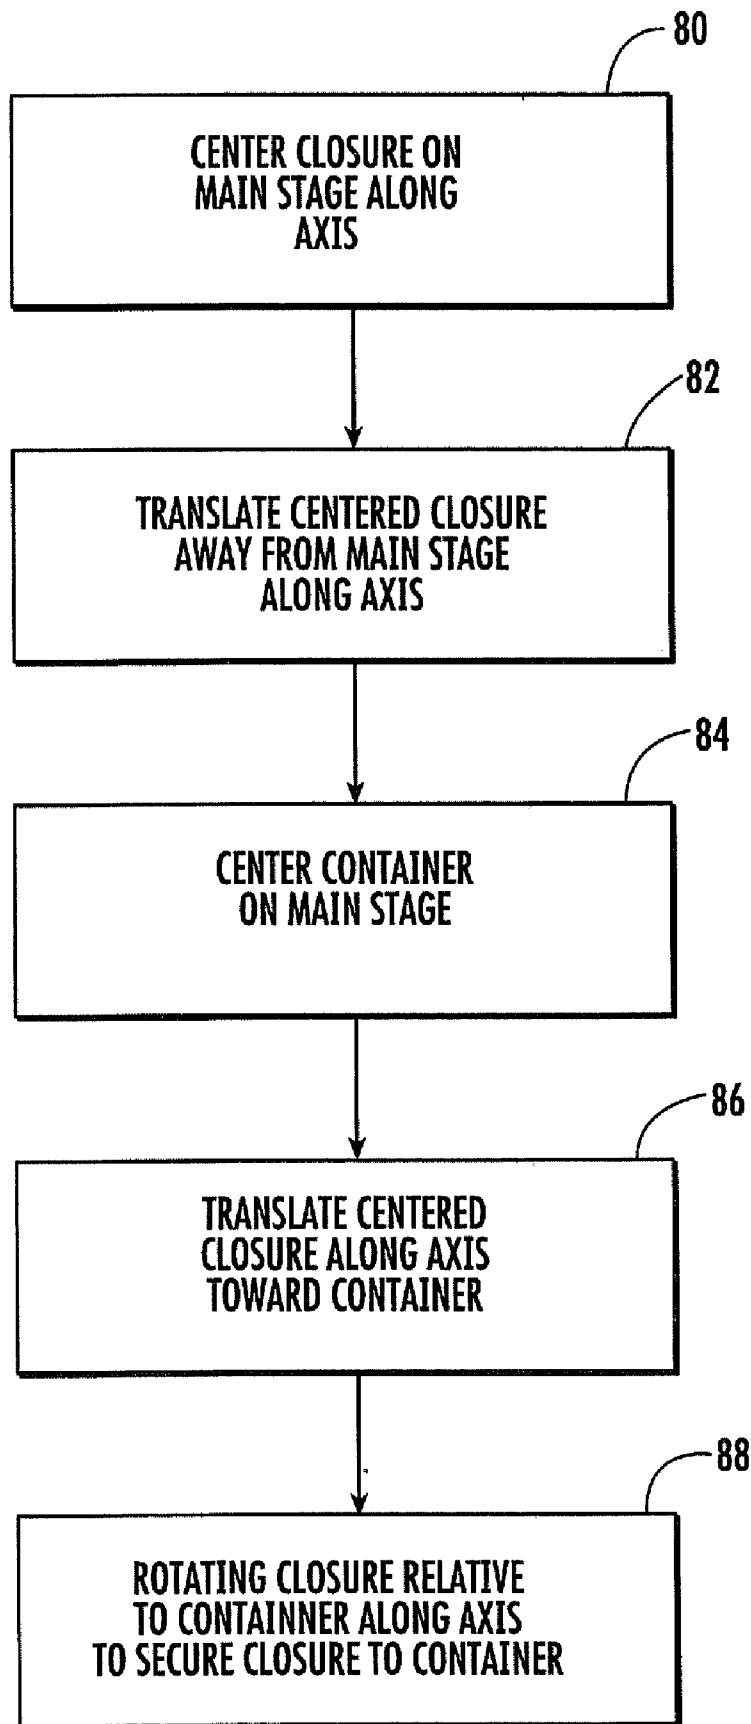 80
CENTER CLOSURE ON
MAIN STAGE ALONG
AXIS
82
TRANSLATE CENTERED CLOSURE
AWAY FROM MAIN STAGE
ALONG AXIS
84
CENTER CONTAINER
ON MAIN STAGE
86
TRANSLATE CENTERED
CLOSURE ALONG AXIS
TOWARD CONTAINER
88
ROTATING CLOSURE RELATIVE
TO CONTAINNER ALONG AXIS
TO SECURE CLOSURE TO CONTAINER